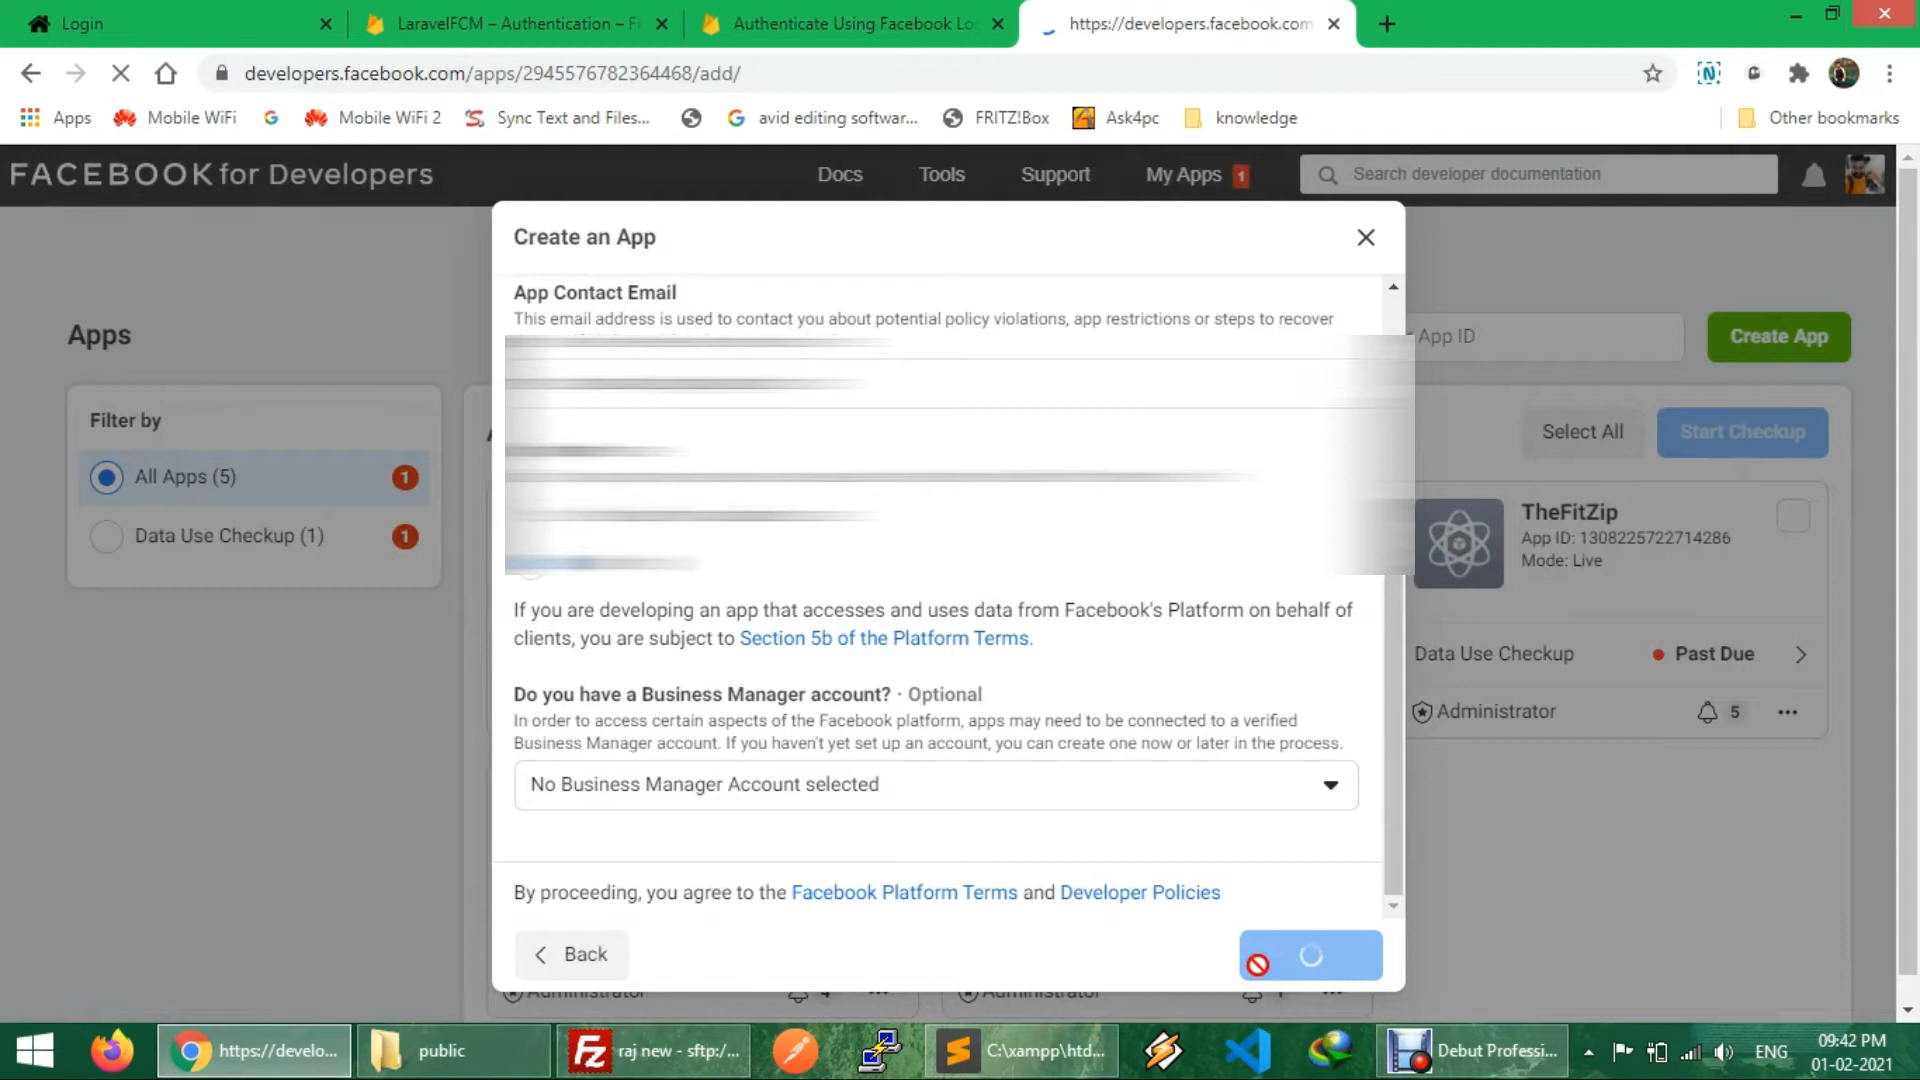 Login
LaravelFCM – Authentication – Fi
Authenticate Using Facebook Lo
https://developers.facebook.com
developers.facebook.com/apps/2945576782364468/add/
Apps
Mobile WiFi
Mobile WiFi 2
Sync Text and Files...
avid editing softwar...
FRITZ!Box
Ask4pc
knowledge
Other bookmarks
FACEBOOK for Developers
Docs
Tools
Support
My Apps 1
Search developer documentation
Create an App
App Contact Email
This email address is used to contact you about potential policy violations, app restrictions or steps to recover
Apps
App ID
Create App
Filter by
All Apps (5) 1
Data Use Checkup (1) 1
Select All
Start Checkup
TheFitZip
App ID: 1308225722714286
Mode: Live
Data Use Checkup
Past Due
Administrator
5
If you are developing an app that accesses and uses data from Facebook's Platform on behalf of
clients, you are subject to Section 5b of the Platform Terms.
Do you have a Business Manager account? · Optional
In order to access certain aspects of the Facebook platform, apps may need to be connected to a verified
Business Manager account. If you haven't yet set up an account, you can create one now or later in the process.
No Business Manager Account selected
By proceeding, you agree to the Facebook Platform Terms and Developer Policies
Back
Administrator
Administrator
https://develo...
public
raj new - sftp:/...
C:\xampp\htd...
Debut Professi...
ENG
09:42 PM
01-02-2021